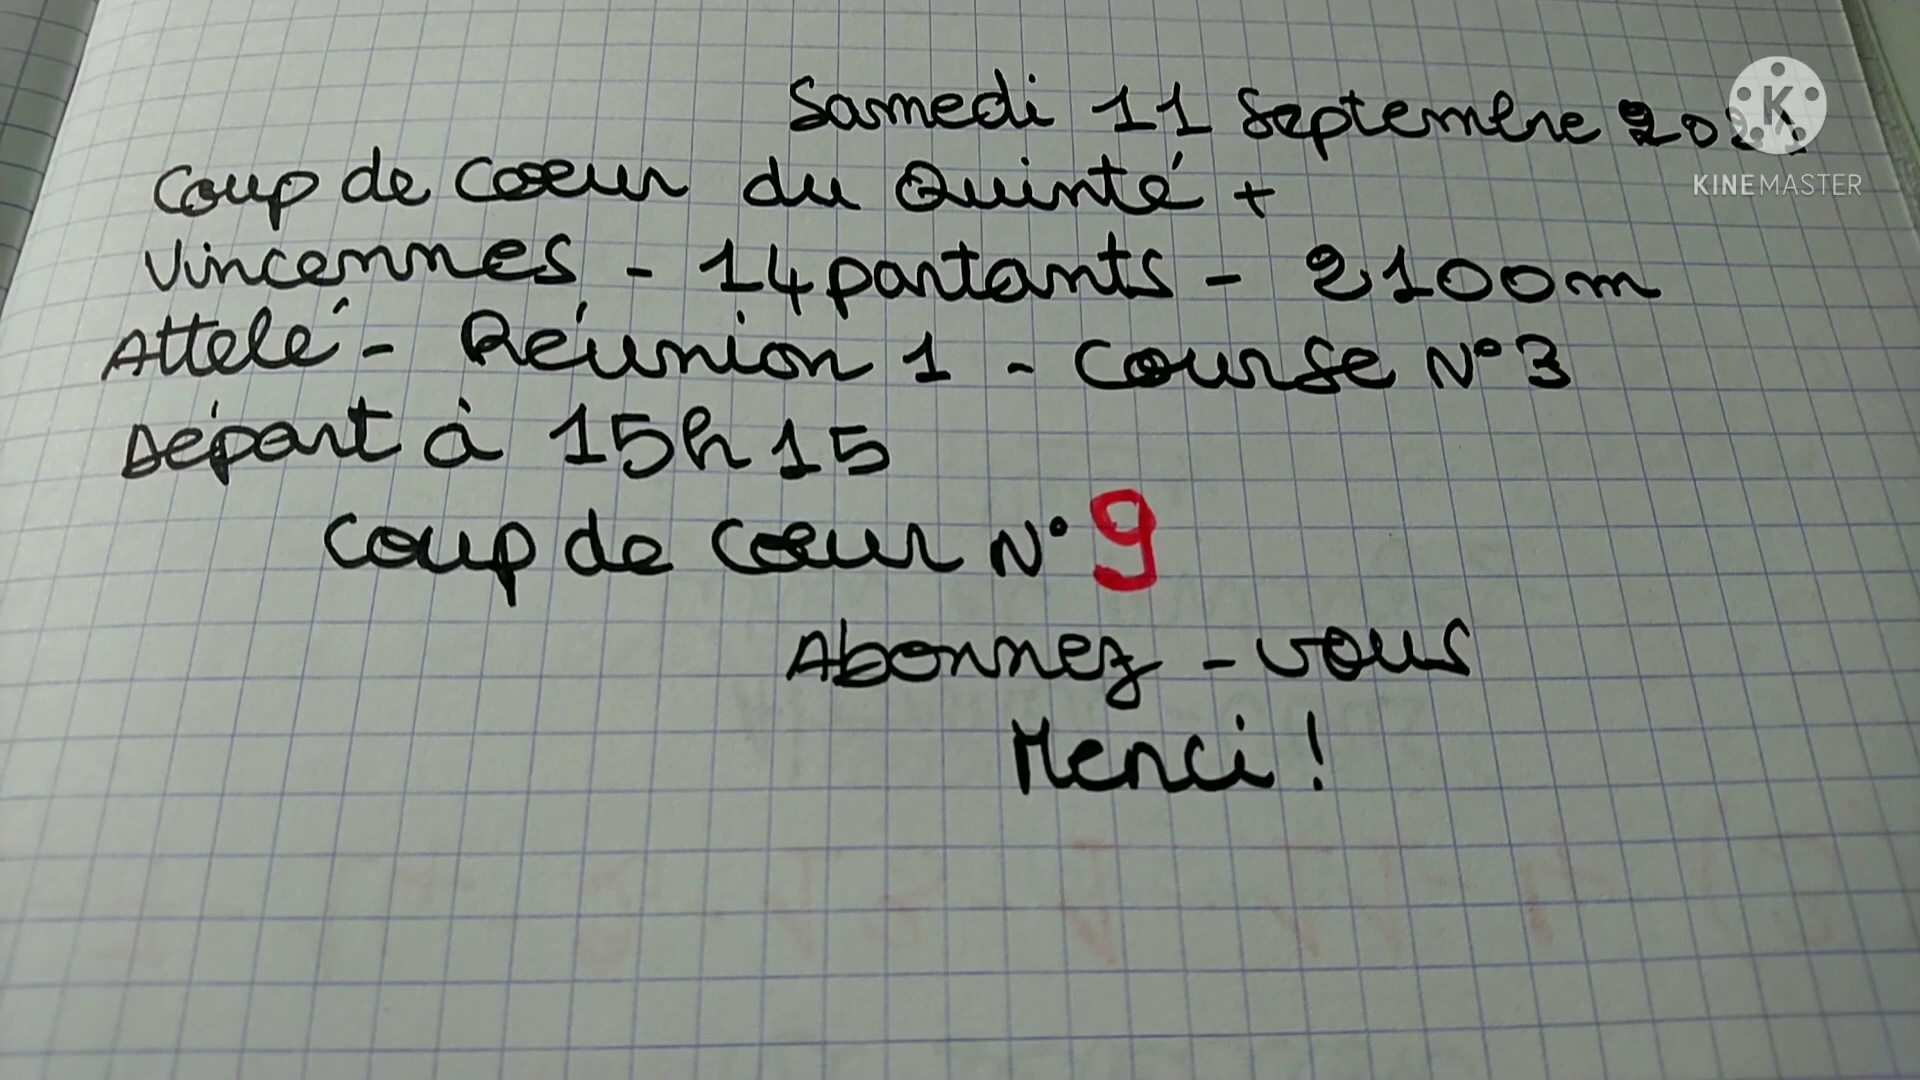 Samedi 11 Septembre
Coup de Coeur du Quinté +
Vincennes - 14 partants - 2100m
Attelé - Réunion 1 - Course N° 3
Départ à 15h15
Coup de Cœur N° 9
Abonnez-vous
Merci !
KINEMASTER